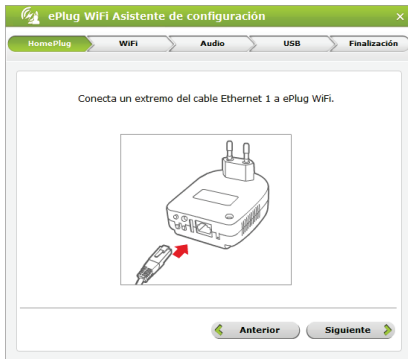 ePlug WiFi Asistente de configuración
HomePlug WiFi Audio USB Finalización
Conecta un extremo del cable Ethernet 1 a ePlug WiFi.
Anterior Siguiente